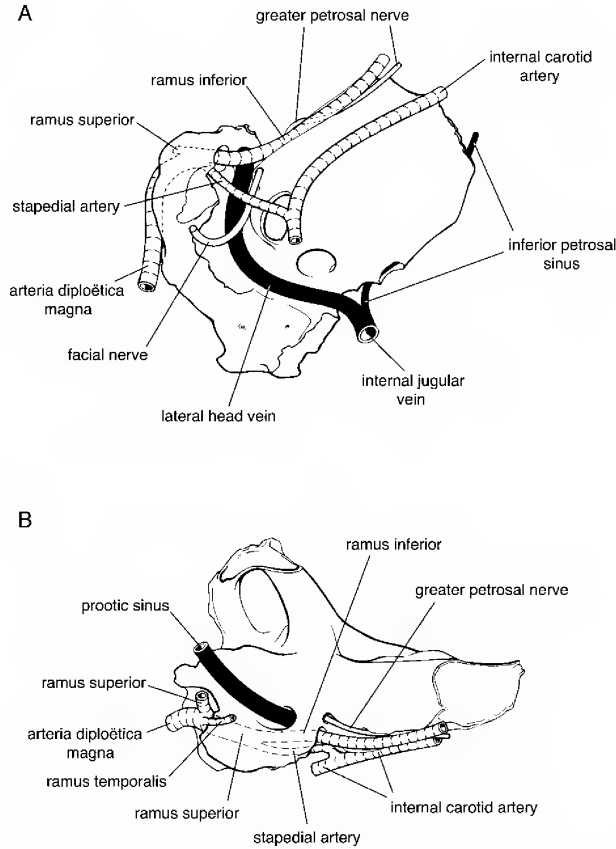 A
greater petrosal nerve
internal carotid
artery
ramus inferior
ramus superior
stapedial artery
inferior petrosal
sinus
arteria diploëtica
magna
facial nerve
internal jugular
vein
lateral head vein
B
ramus inferior
greater petrosal nerve
prootic sinus
ramus superior
arteria diploëtica
magna
ramus temporalis
internal carotid artery
ramus superior
stapedial artery